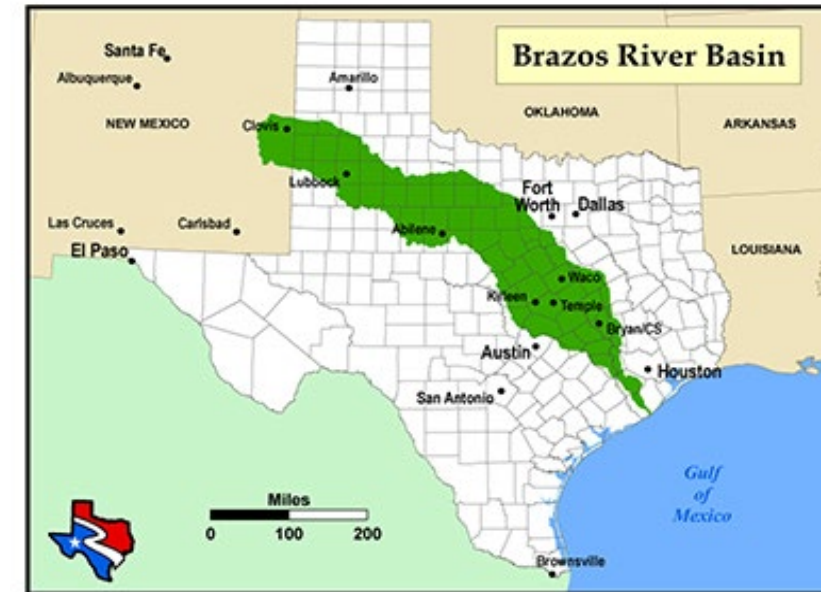 Brazos River Basin
Santa Fe
Albuquerque
Amarillo
OKLAHOMA
ARKANSAS
NEW MEXICO
Clovis
Lubbock
Fort
Worth
Dallas
Las Cruces
Carlsbad
Abilene
LOUISIANA
El Paso
Waco
Killeen
Temple
Bryan/CS
Austin
Houston
San Antonio
Gulf
of
Mexico
Miles
0 100 200
Brownsville